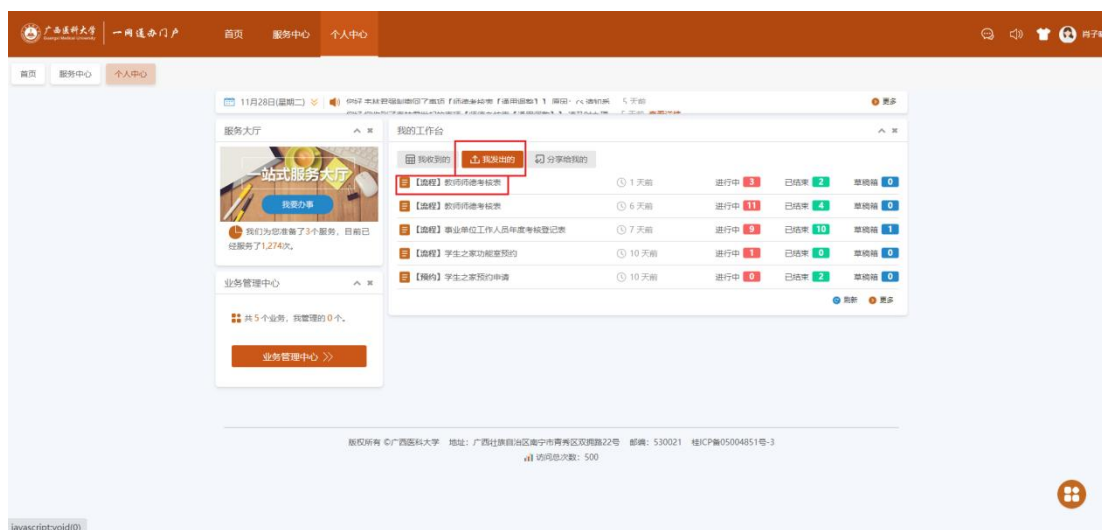 广西医科大学 一网通办门户 首页 服务中心 个人中心
首页 服务中心 个人中心
11月28日(星期二) 5 天前 更多
服务大厅
一站式服务大厅
我要办事
我们为您准备了3个服务，目前已
经服务了1,274次。
业务管理中心
共 5 个业务，我管理的 0 个。
业务管理中心
我的工作台
我收到的 我发出的 分享给我的
【流程】教师师德考核表 1 天前 进行中 3 已结束 2 草稿箱 0
【流程】教师师德考核表 6 天前 进行中 11 已结束 4 草稿箱 0
【流程】事业单位工作人员年度考核登记表 7 天前 进行中 9 已结束 10 草稿箱 1
【流程】学生之家功能室预约 10 天前 进行中 1 已结束 0 草稿箱 0
【预约】学生之家预约申请 10 天前 进行中 0 已结束 2 草稿箱 0
刷新 更多
版权所有 ©广西医科大学 地址：广西壮族自治区南宁市青秀区双拥路22号 邮编：530021 桂ICP备05004851号-3
访问总次数：500
javascript:void(0)